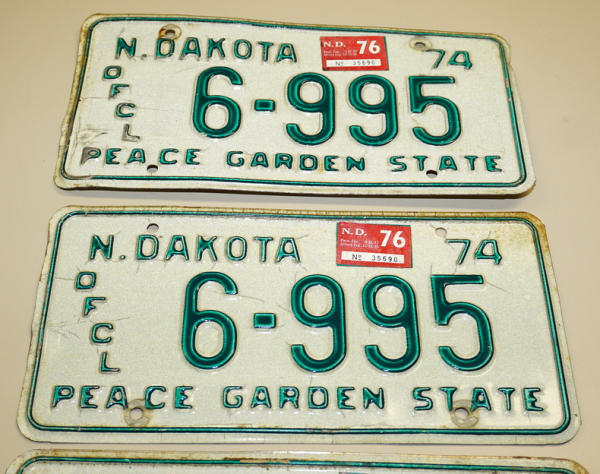 N. DAKOTA N.D. 76 74
No 35690
OFCL
6-995
PEACE GARDEN STATE
N. DAKOTA N.D. 76 74
No 35690
OFCL
6-995
PEACE GARDEN STATE